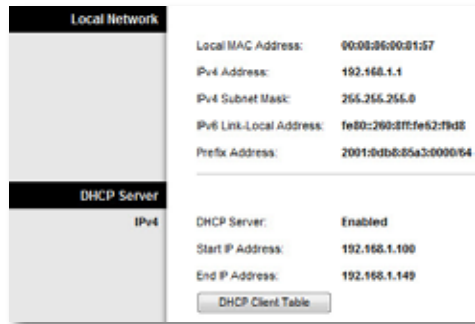 Local Network
Local MAC Address: 00:08:86:00:81:57
IPv4 Address: 192.168.1.1
IPv4 Subnet Mask: 255.255.255.0
IPv6 Link-Local Address: fe80::260:8ff:fe52:f9d8
Prefix Address: 2001:0db8:85a3:0000/64
DHCP Server
IPv4 DHCP Server: Enabled
Start IP Address: 192.168.1.100
End IP Address: 192.168.1.149
DHCP Client Table